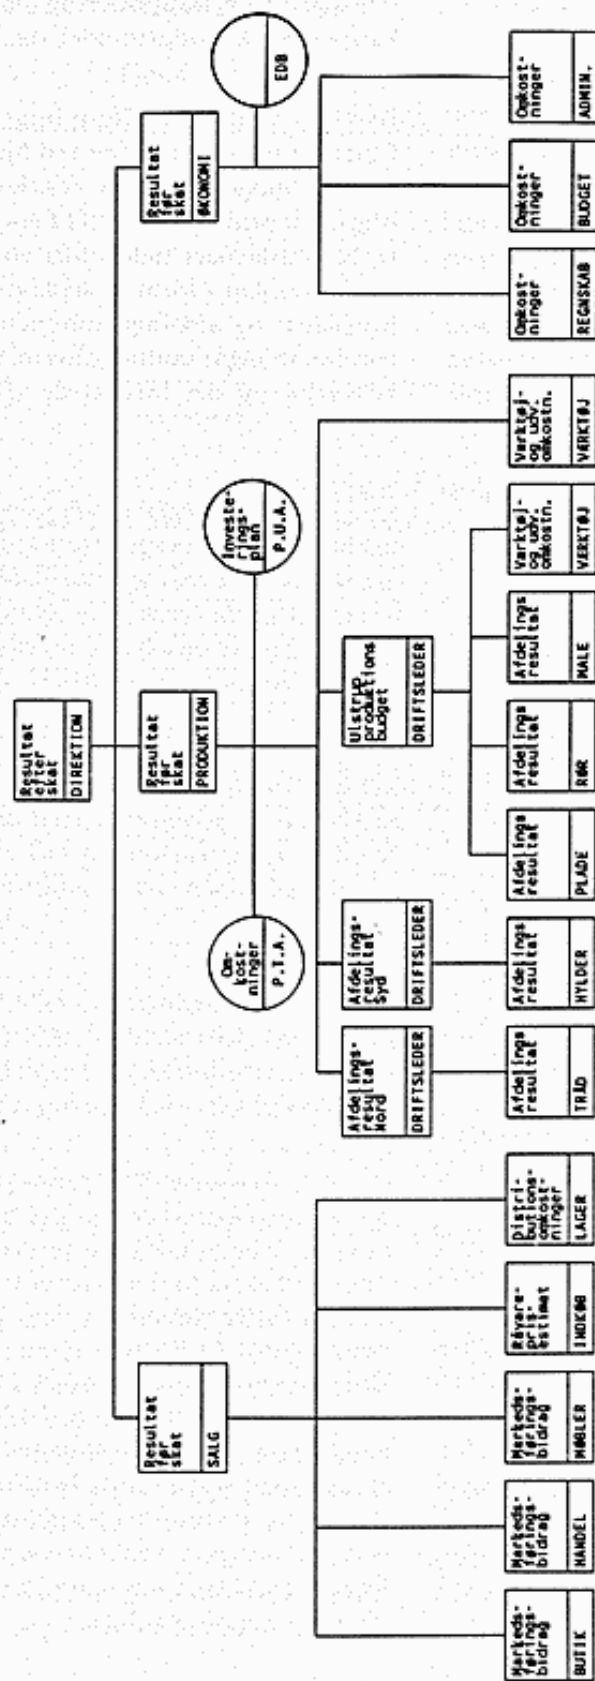 Resultat
efter
skat
DIREKTION
Resultat
før
skat
SALG
Resultat
før
skat
PRODUKTION
Resultat
før
skat
ØKONOMI
Om-
kost-
ninger
P.T.A.
Investe-
rings-
plan
P.U.A.
EDB
Afdelings-
resultat
Nord
DRIFTSLEDER
Afdelings-
resultat
Syd
DRIFTSLEDER
Ulstrup
produktions
budget
DRIFTSLEDER
Markeds-
førings-
bidrag
BUTIK
Markeds-
førings-
bidrag
HANDEL
Markeds-
førings-
bidrag
MØBLER
Råvare-
pris-
estimat
INDKØB
Distri-
butions-
omkost-
ninger
LAGER
Afdelings
resultat
TRÅD
Afdelings
resultat
HYLDER
Afdelings
resultat
PLADE
Afdelings
resultat
RØR
Afdelings
resultat
MALE
Værktøj-
og udv.
omkostn.
VÆRKTØJ
Værktøj-
og udv.
omkostn.
VÆRKTØJ
Omkost-
ninger
REGNSKAB
Omkost-
ninger
BUDGET
Omkost-
ninger
ADMIN.